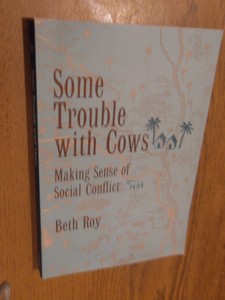 Some
Trouble
with Cows
Making Sense of
Social Conflict
Beth Roy